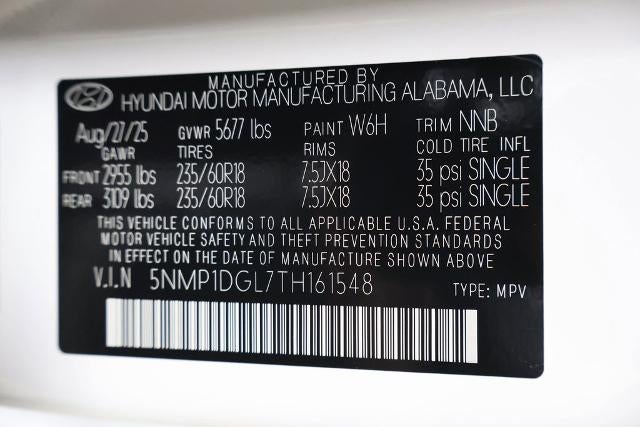 MANUFACTURED BY
HYUNDAI MOTOR MANUFACTURING ALABAMA, LLC
Aug/27/25 GVWR 5677 lbs PAINT W6H TRIM NNB
GAWR TIRES RIMS COLD TIRE INFL
FRONT 2955 lbs 235/60R18 7.5JX18 35 psi SINGLE
REAR 3109 lbs 235/60R18 7.5JX18 35 psi SINGLE
THIS VEHICLE CONFORMS TO ALL APPLICABLE U.S.A. FEDERAL
MOTOR VEHICLE SAFETY AND THEFT PREVENTION STANDARDS
IN EFFECT ON THE DATE OF MANUFACTURE SHOWN ABOVE
V.I.N 5NMP1DGL7TH161548 TYPE: MPV